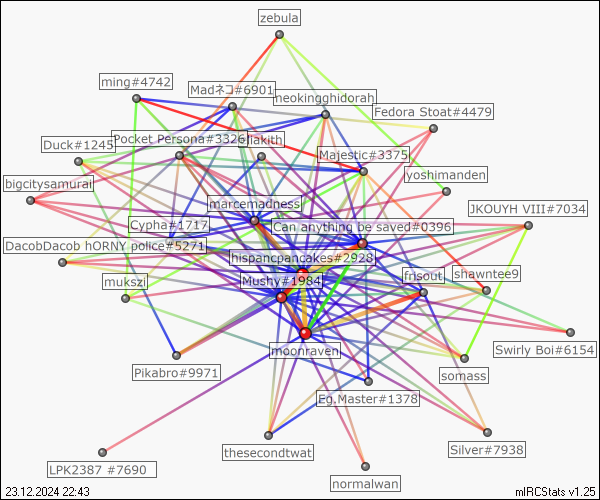 zebula
ming#4742
Madネコ#6901
neokingghidorah
Fedora Stoat#4479
Duck#1245
Pocket Persona#3326
Majestic#3375
bigcitysamurai
yoshimanden
marcemadness
JKOUYH VIII#7034
Cypha#1717
Can anything be sayed#0396
DacobDacob hORNY police#5271
hispancpancakes#2928
mukszi
Mushy#1984
frisout
shawntee9
moonraven
Swirly Boi#6154
Pikabro#9971
somass
Eg.Master#1378
thesecondtwat
Silver#7938
LPK2387 #7690
normalwan
23.12.2024 22:43
mIRCStats v1.25